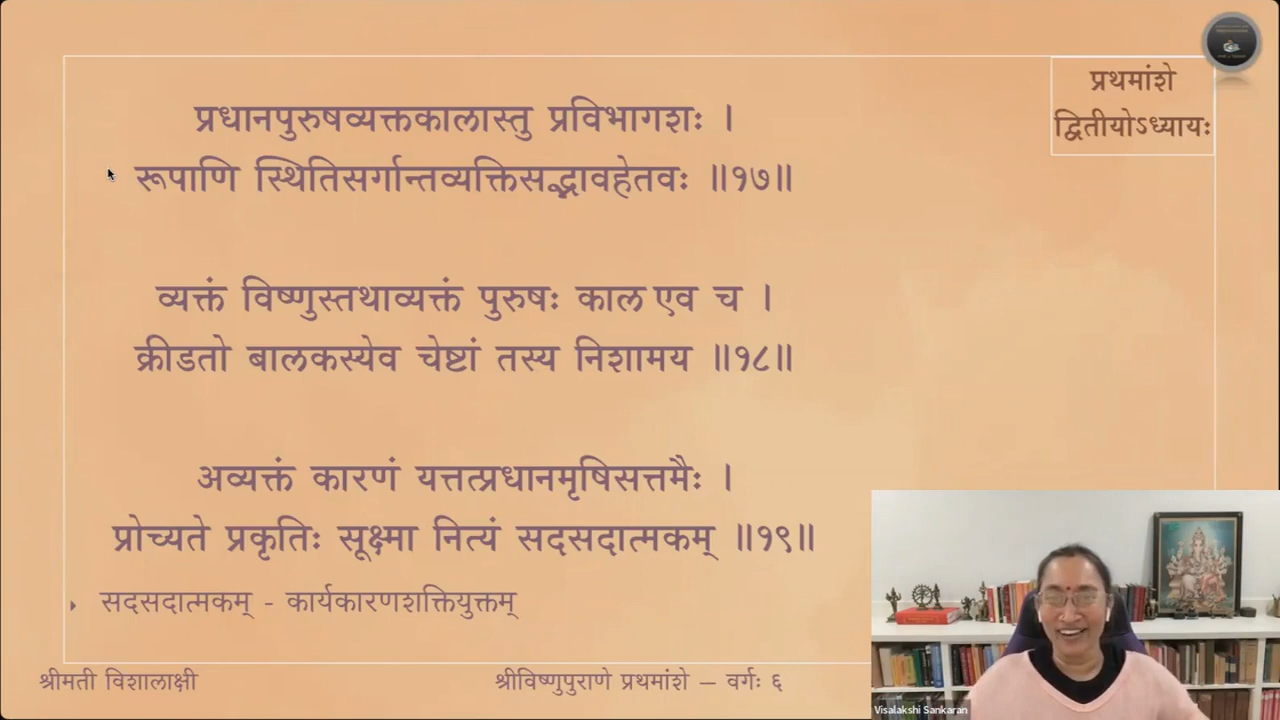 प्रथमांशे
द्वितीयोऽध्यायः
प्रधानपुरुषव्यक्तकालास्तु प्रविभागशः ।
रूपाणि स्थितिसर्गान्तव्यक्तिसद्भावहेतवः ॥१७॥
व्यक्तं विष्णुस्तथाव्यक्तं पुरुषः काल एव च ।
क्रीडतो बालकस्येव चेष्टां तस्य निशामय ॥१८॥
अव्यक्तं कारणं यत्तत्प्रधानमृषिसत्तमैः ।
प्रोच्यते प्रकृतिः सूक्ष्मा नित्यं सदसदात्मकम् ॥१९॥
सदसदात्मकम् - कार्यकारणशक्तियुक्तम्
श्रीमती विशालाक्षी
श्रीविष्णुपुराणे प्रथमांशे – वर्गः ६
Visalakshi Sankaran